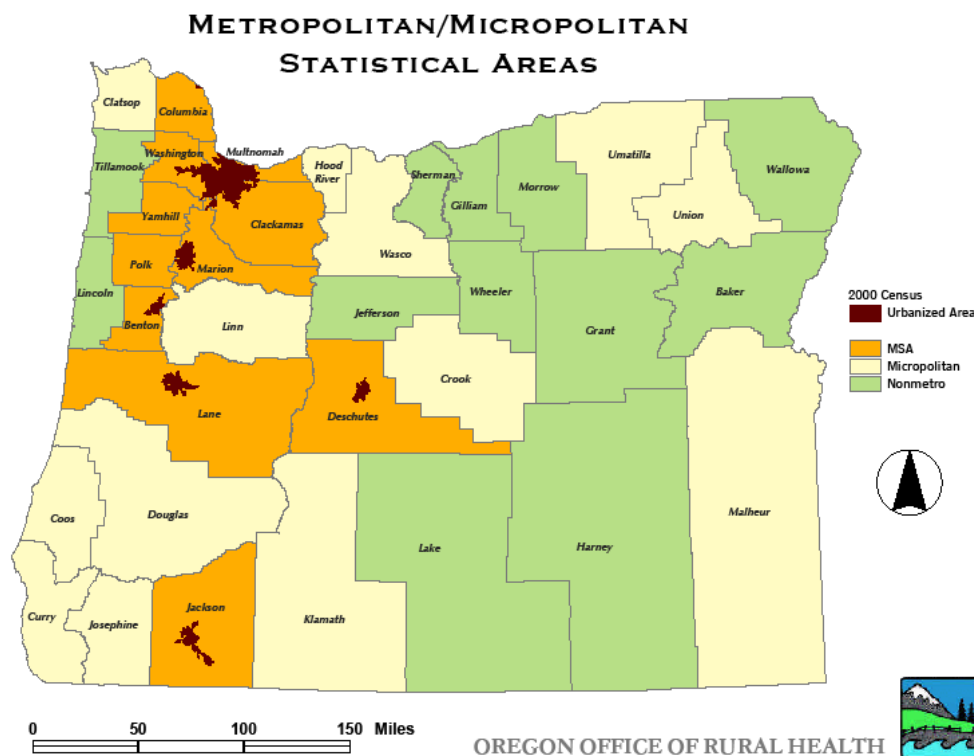 METROPOLITAN/MICROPOLITAN
STATISTICAL AREAS
Clatsop
Columbia
Washington
Multnomah
Tillamook
Hood
River
Sherman
Gilliam
Morrow
Umatilla
Wallowa
Union
Yamhill
Clackamas
Wasco
Polk
Marion
Lincoln
Wheeler
Baker
Jefferson
Grant
Benton
Linn
Crook
Lane
Deschutes
2000 Census
Urbanized Area
MSA
Micropolitan
Nonmetro
Coos
Douglas
Malheur
Lake
Harney
Curry
Josephine
Jackson
Klamath
0 50 100 150 Miles
OREGON OFFICE OF RURAL HEALTH